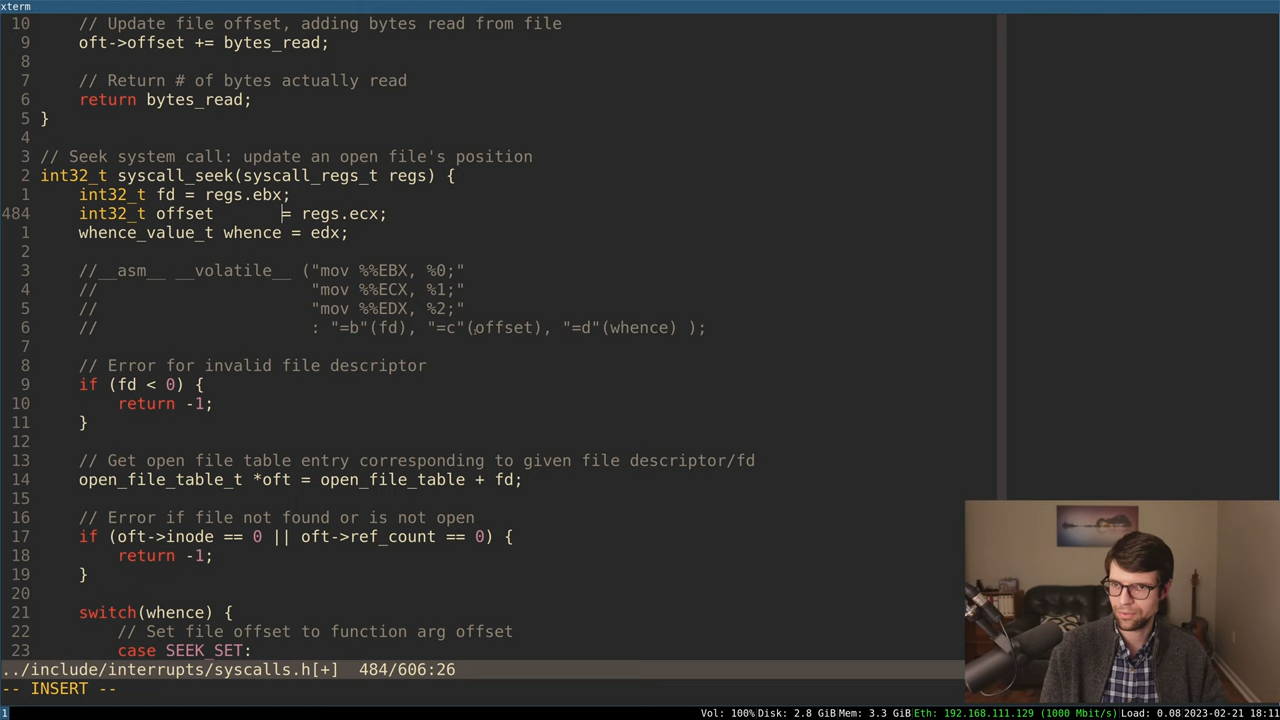 xterm
10 // Update file offset, adding bytes read from file
9 oft->offset += bytes_read;
8
7 // Return # of bytes actually read
6 return bytes_read;
5 }
4
3 // Seek system call: update an open file's position
2 int32_t syscall_seek(syscall_regs_t regs) {
1 int32_t fd = regs.ebx;
484 int32_t offset       = regs.ecx;
1 whence_value_t whence = edx;
2
3 //__asm__ __volatile__ ("mov %%EBX, %0;"
4 //                      "mov %%ECX, %1;"
5 //                      "mov %%EDX, %2;"
6 //                      : "=b"(fd), "=c"(offset), "=d"(whence) );
7
8 // Error for invalid file descriptor
9 if (fd < 0) {
10 return -1;
11 }
12
13 // Get open file table entry corresponding to given file descriptor/fd
14 open_file_table_t *oft = open_file_table + fd;
15
16 // Error if file not found or is not open
17 if (oft->inode == 0 || oft->ref_count == 0) {
18 return -1;
19 }
20
21 switch(whence) {
22 // Set file offset to function arg offset
23 case SEEK_SET:
../include/interrupts/syscalls.h[+]  484/606:26
-- INSERT --
1 Vol: 100% Disk: 2.8 GiB Mem: 3.3 GiB Eth: 192.168.111.129 (1000 Mbit/s) Load: 0.08 2023-02-21 18:11